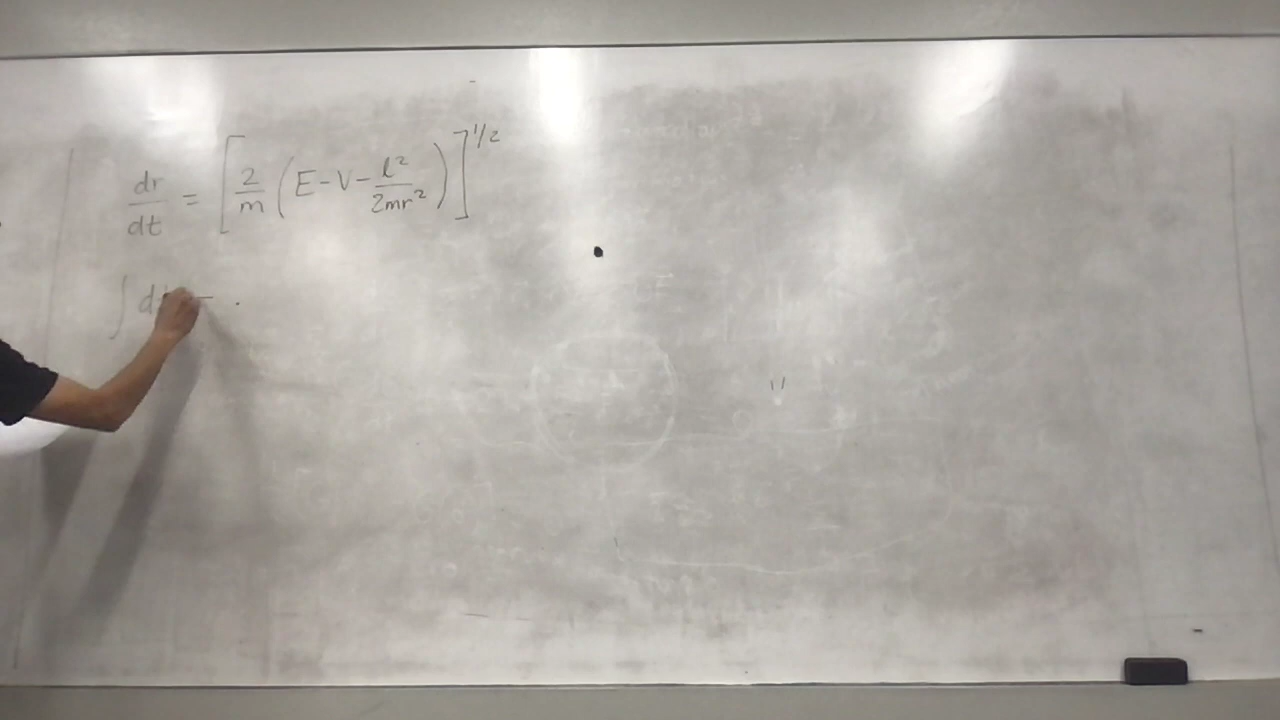 dr/dt = [2/m (E-V-l²/2mr²)]^1/2
∫ d